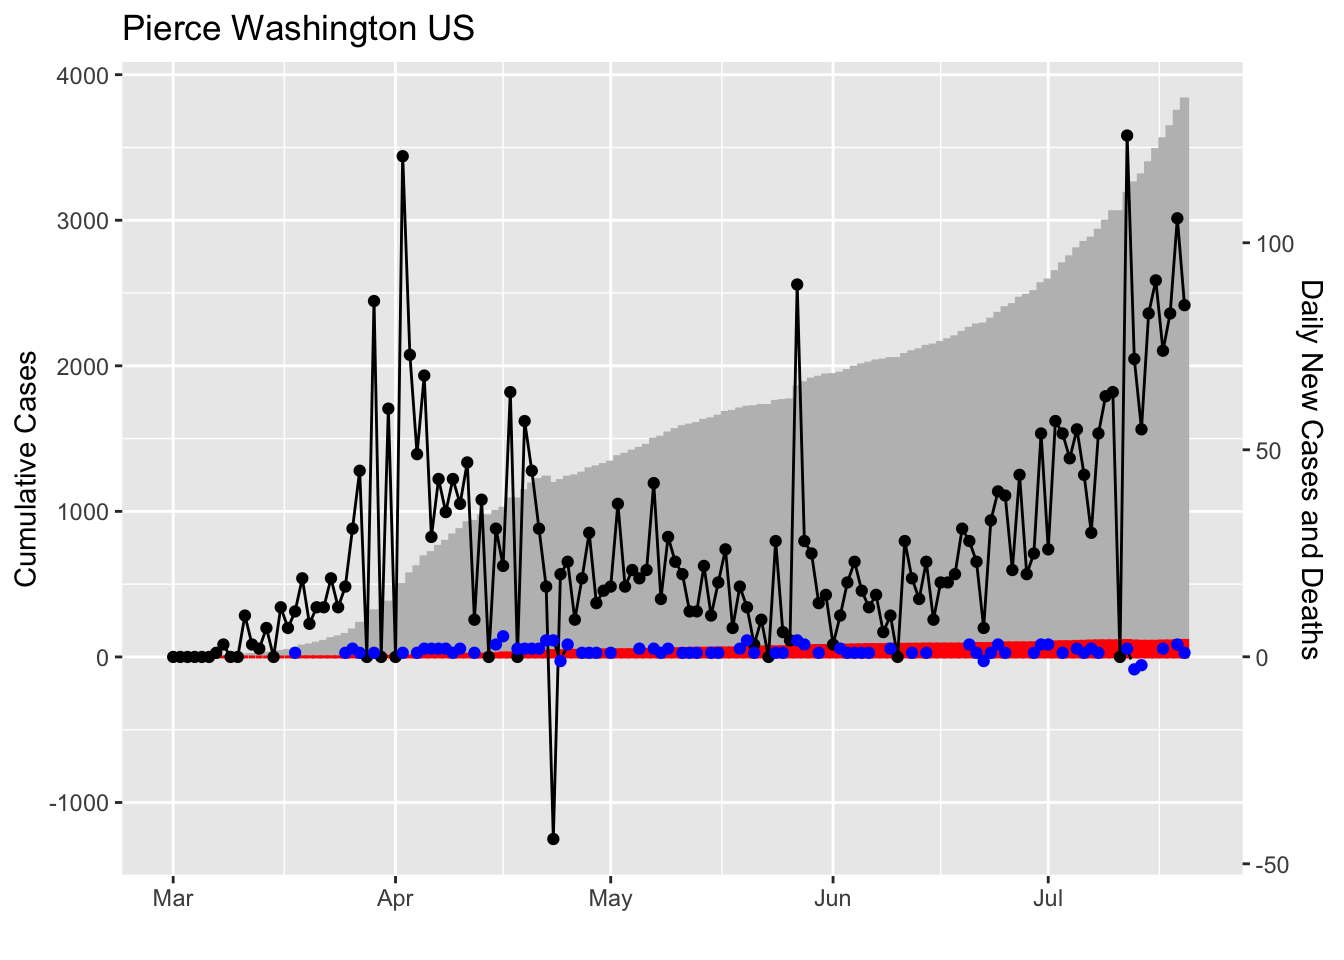 Pierce Washington US
4000
3000
2000
1000
0
-1000
Cumulative Cases
100
50
0
-50
Daily New Cases and Deaths
Mar
Apr
May
Jun
Jul